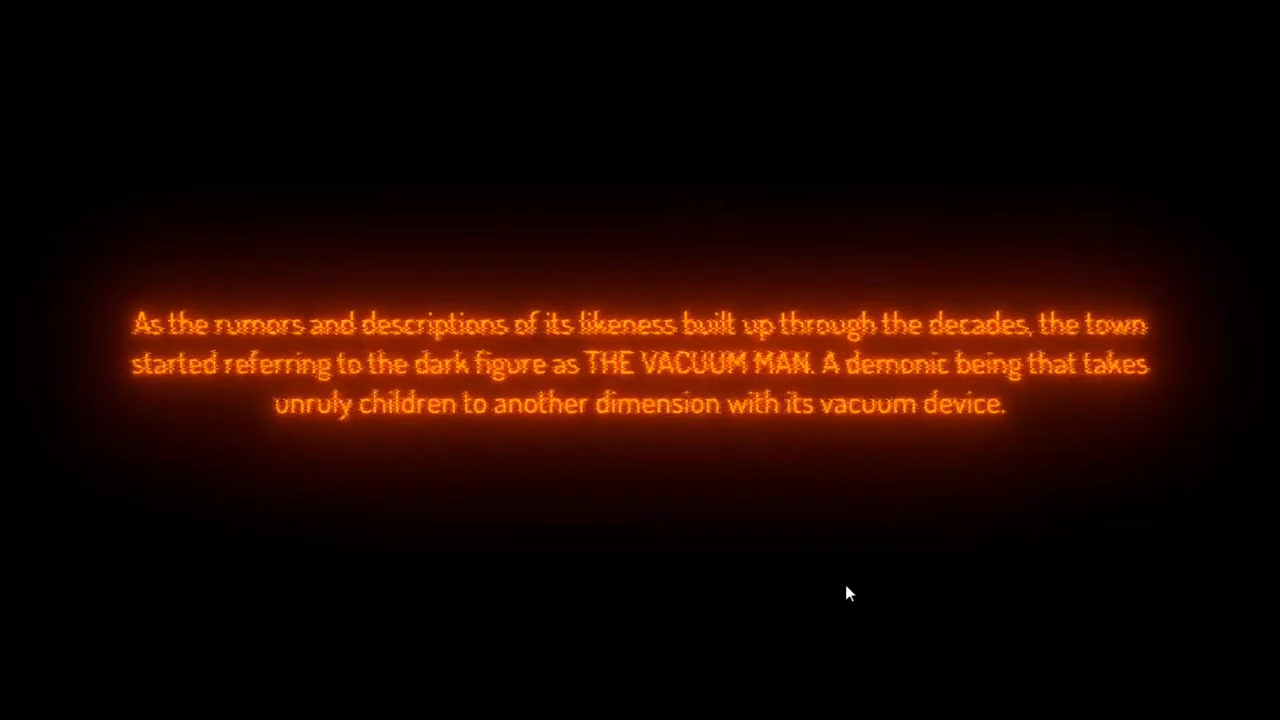 As the rumors and descriptions of its likeness built up through the decades, the town
started referring to the dark figure as THE VACUUM MAN. A demonic being that takes
unruly children to another dimension with its vacuum device.